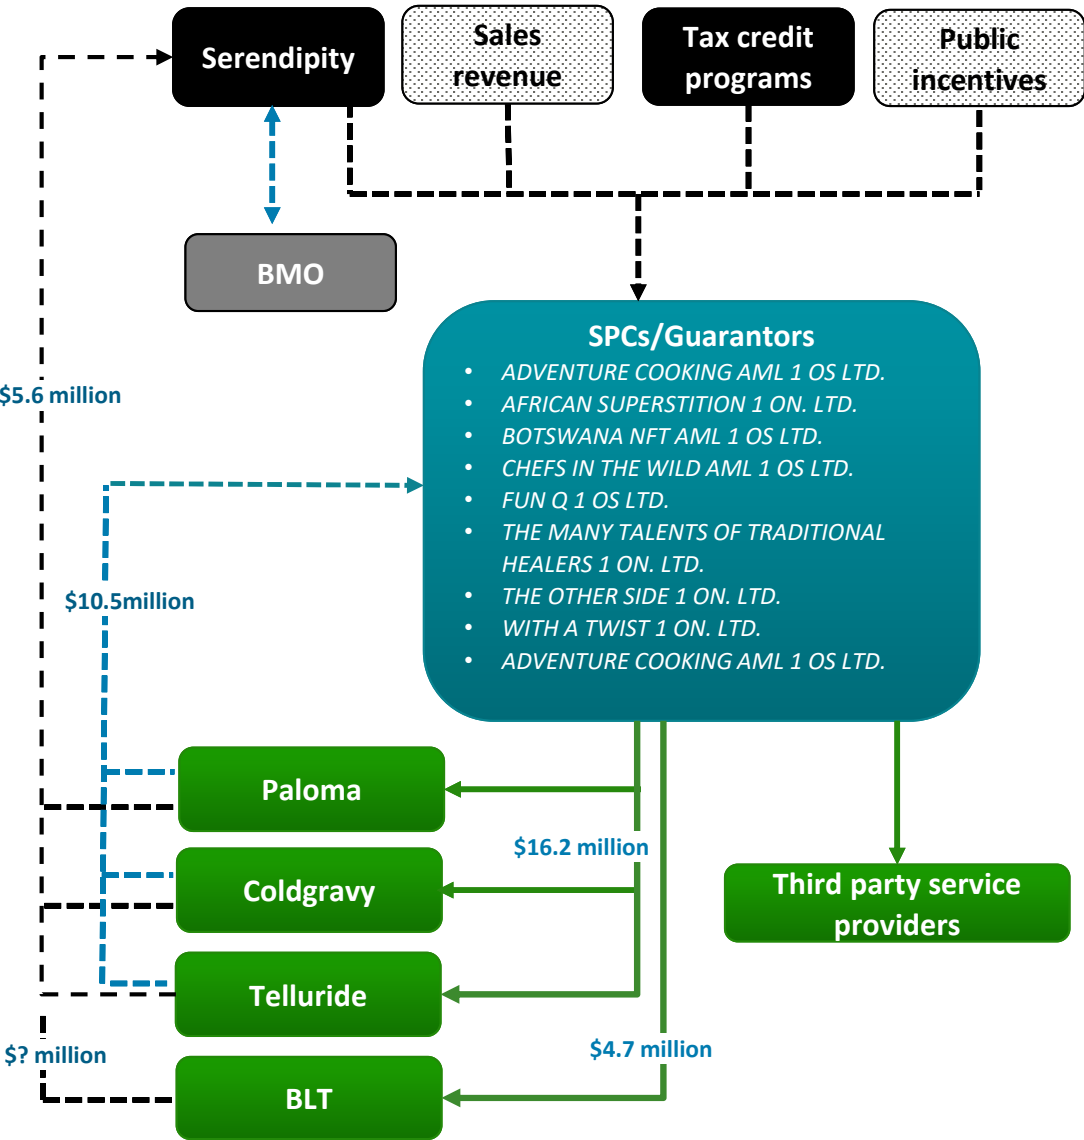 Serendipity
Sales
revenue
Tax credit
programs
Public
incentives
BMO
SPCs/Guarantors
• ADVENTURE COOKING AML 1 OS LTD.
• AFRICAN SUPERSTITION 1 ON. LTD.
• BOTSWANA NFT AML 1 OS LTD.
• CHEFS IN THE WILD AML 1 OS LTD.
• FUN Q 1 OS LTD.
• THE MANY TALENTS OF TRADITIONAL
HEALERS 1 ON. LTD.
• THE OTHER SIDE 1 ON. LTD.
• WITH A TWIST 1 ON. LTD.
• ADVENTURE COOKING AML 1 OS LTD.
$5.6 million
$10.5million
Paloma
$16.2 million
Coldgravy
Third party service
providers
Telluride
$? million
$4.7 million
BLT